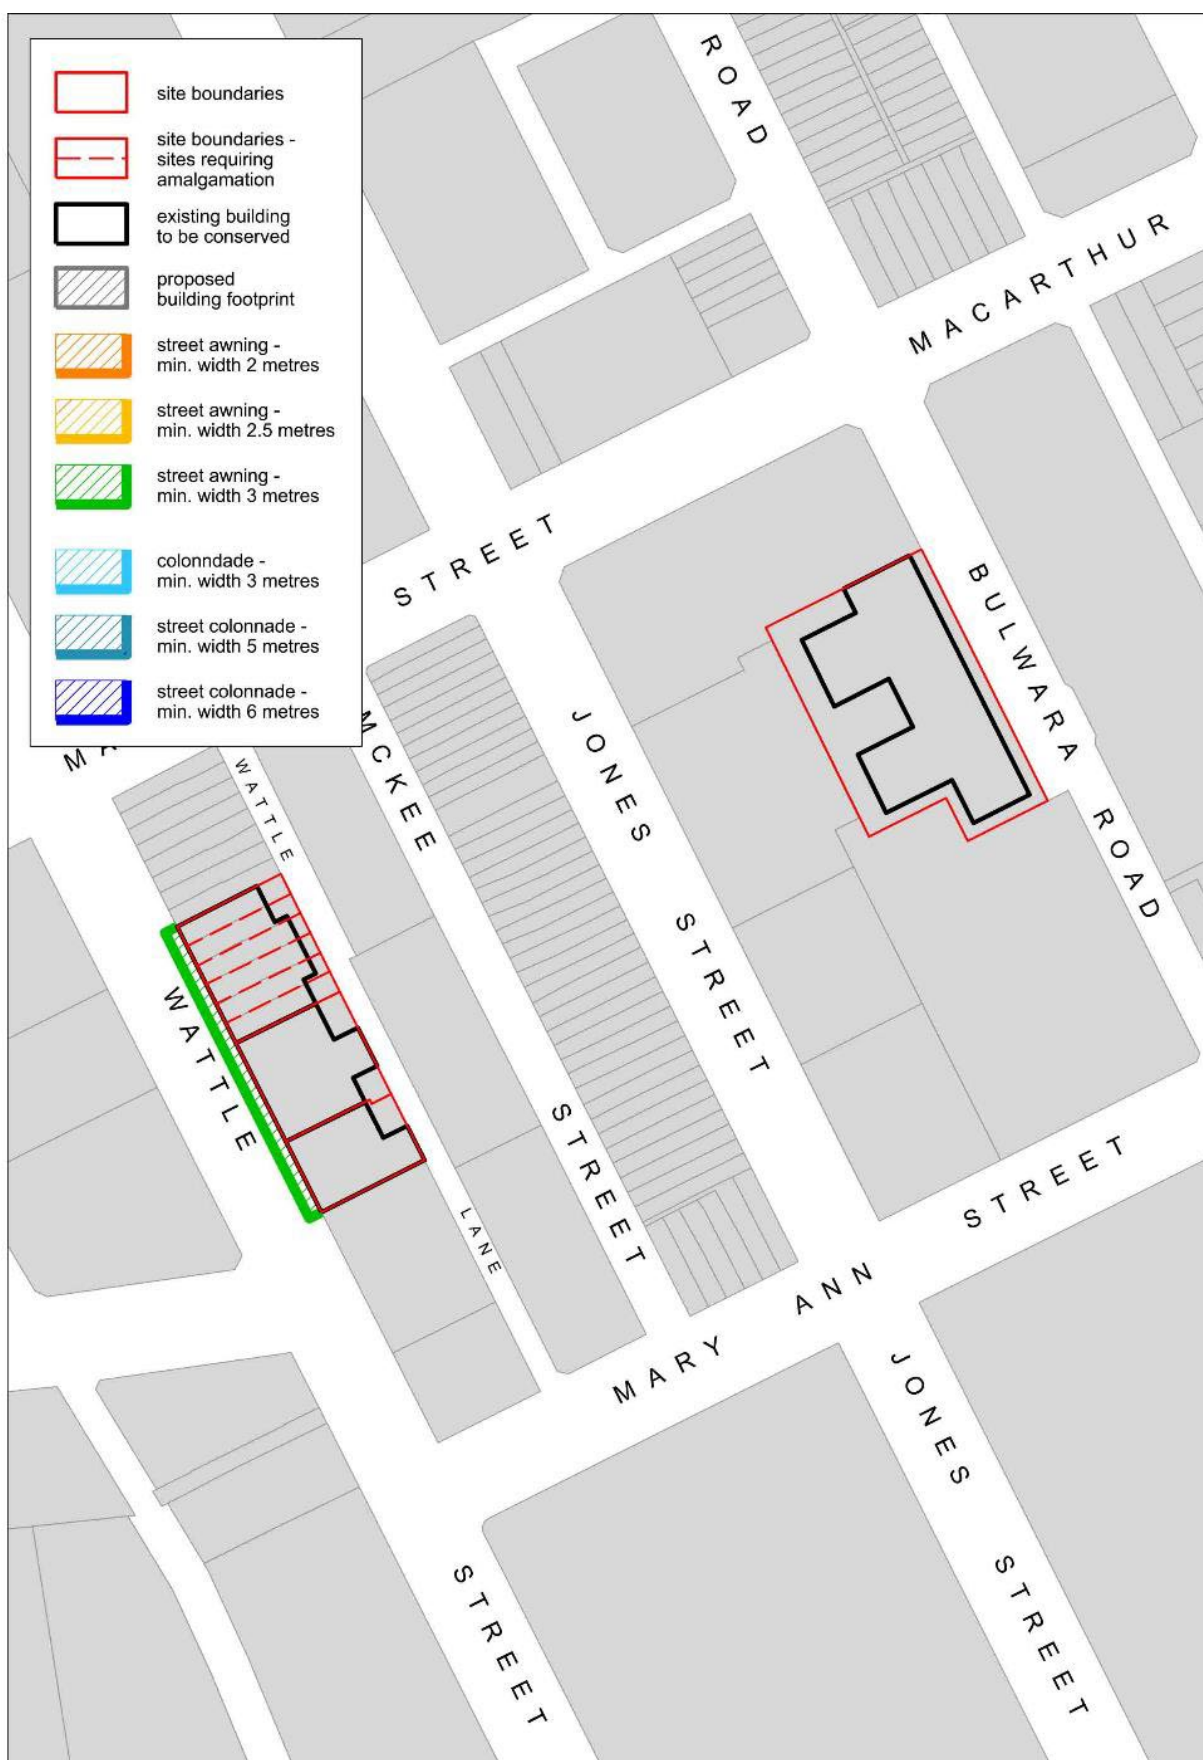 site boundaries
site boundaries -
sites requiring
amalgamation
existing building
to be conserved
proposed
building footprint
street awning -
min. width 2 metres
street awning -
min. width 2.5 metres
street awning -
min. width 3 metres
colonndade -
min. width 3 metres
street colonnade -
min. width 5 metres
street colonnade -
min. width 6 metres
ROAD
MACARTHUR
STREET
BULWARA
ROAD
MCKEE
STREET
JONES
STREET
WATTLE
LANE
WATTLE
STREET
MARY ANN STREET
JONES
STREET